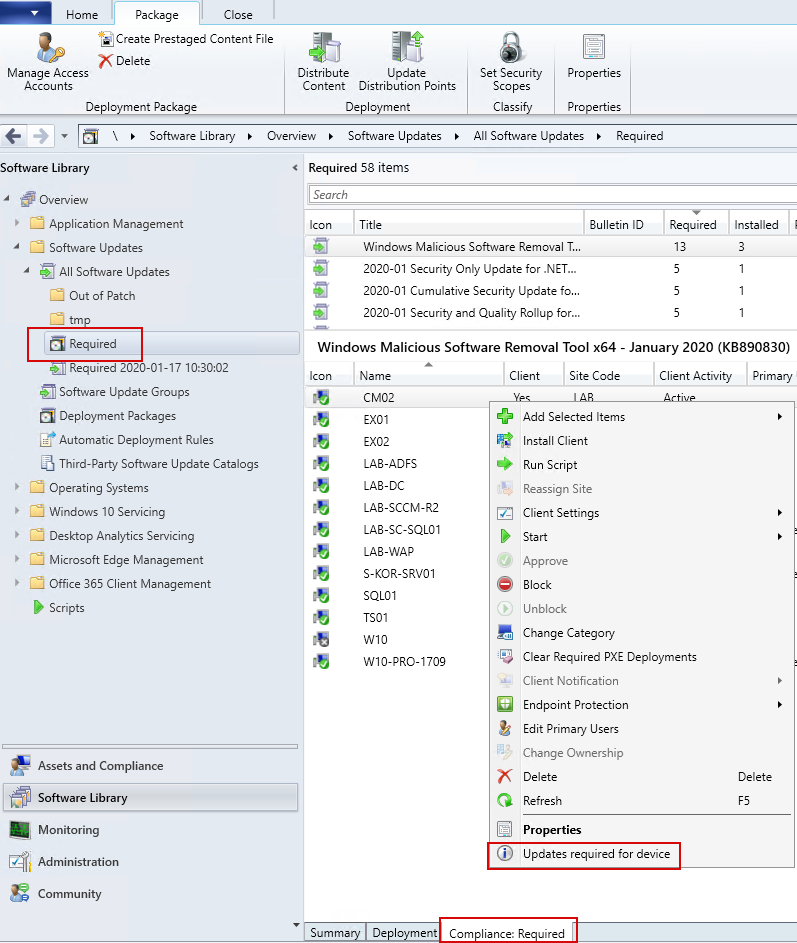 Home Package Close
Create Prestaged Content File
Delete
Manage Access Accounts
Distribute Content
Update Distribution Points
Set Security Scopes
Properties
Deployment Package Deployment Classify Properties
\ Software Library Overview Software Updates All Software Updates Required
Software Library
Overview
Application Management
Software Updates
All Software Updates
Out of Patch
tmp
Required
Required 2020-01-17 10:30:02
Software Update Groups
Deployment Packages
Automatic Deployment Rules
Third-Party Software Update Catalogs
Operating Systems
Windows 10 Servicing
Desktop Analytics Servicing
Microsoft Edge Management
Office 365 Client Management
Scripts
Assets and Compliance
Software Library
Monitoring
Administration
Community
Required 58 items
Search
Icon Title Bulletin ID Required Installed
Windows Malicious Software Removal T... 13 3
2020-01 Security Only Update for .NET... 5 1
2020-01 Cumulative Security Update fo... 5 1
2020-01 Security and Quality Rollup for... 5 1
Windows Malicious Software Removal Tool x64 - January 2020 (KB890830)
Icon Name Client Site Code Client Activity Primary
CM02 Yes LAB Active
EX01
EX02
LAB-ADFS
LAB-DC
LAB-SCCM-R2
LAB-SC-SQL01
LAB-WAP
S-KOR-SRV01
SQL01
TS01
W10
W10-PRO-1709
Add Selected Items
Install Client
Run Script
Reassign Site
Client Settings
Start
Approve
Block
Unblock
Change Category
Clear Required PXE Deployments
Client Notification
Endpoint Protection
Edit Primary Users
Change Ownership
Delete Delete
Refresh F5
Properties
Updates required for device
Summary Deployment Compliance: Required